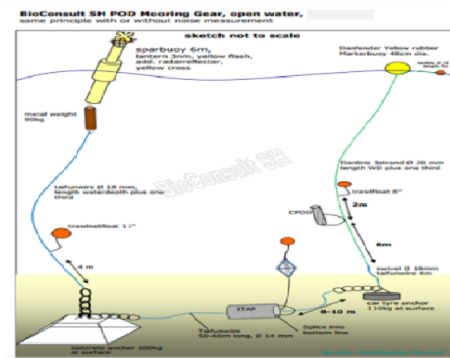 BioConsult SH POD Mooring Gear, open water,
same principle with or without noise measurement
sketch not to scale
sparbuoy 6m,
lantern 3nm, yellow flash,
add. radarreflector,
yellow cross
Danfender Yellow rubber
Markerbuoy 48cm dia.
metal weight
90kg
BioConsult SH
taifunwire Ø 18 mm,
length waterdepth plus one
third
Danline 3strand Ø 20 mm
length WD plus one third
trawlfloat 8"
2m
CPOD
trawlnetfloat 11"
6m
4 m
swivel Ø 18mm
taifunwire 4m
car tyre anchor
110kg at surface
ITAP
8-10 m
Taifunwire
50-60m long, Ø 14 mm
Splice into
bottom line
concrete anchor 600kg
at surface